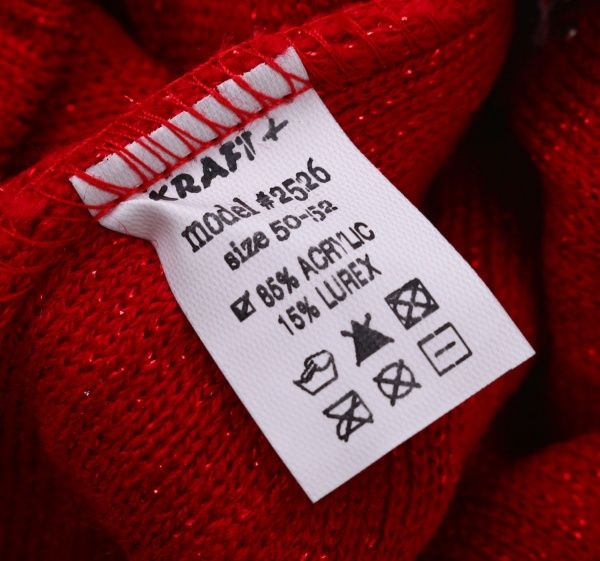 KRAFT +
model #2526
size 50-52
85% ACRYLIC
15% LUREX